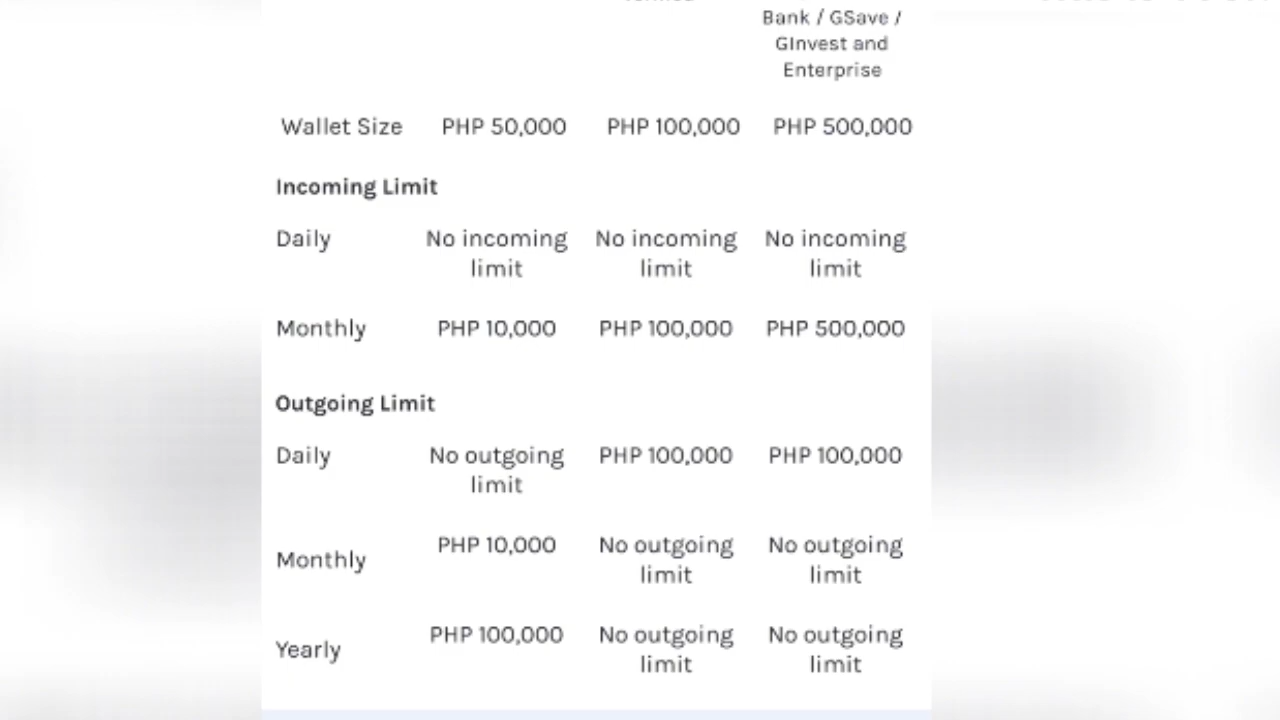 Bank / GSave /
GInvest and
Enterprise
Wallet Size PHP 50,000 PHP 100,000 PHP 500,000
Incoming Limit
Daily No incoming No incoming No incoming
limit limit limit
Monthly PHP 10,000 PHP 100,000 PHP 500,000
Outgoing Limit
Daily No outgoing PHP 100,000 PHP 100,000
limit
Monthly PHP 10,000 No outgoing No outgoing
limit limit
Yearly PHP 100,000 No outgoing No outgoing
limit limit